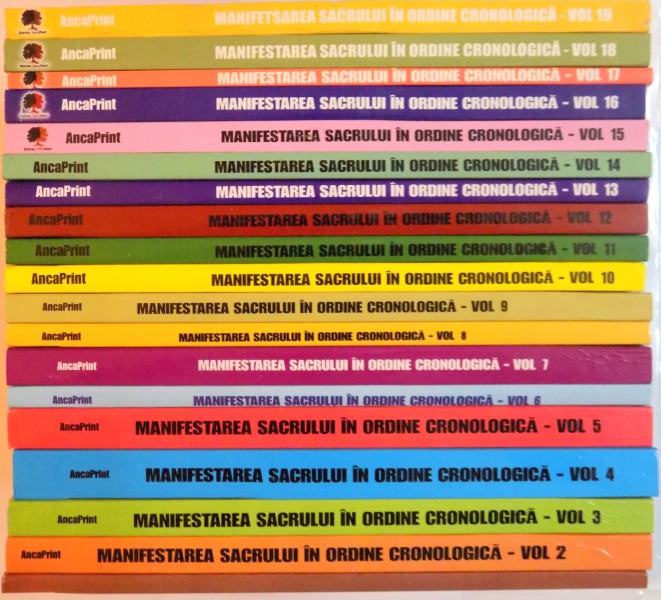 AncaPrint MANIFETSAREA SACRULUI ÎN ORDINE CRONOLOGICĂ - VOL 19
AncaPrint MANIFESTAREA SACRULUI ÎN ORDINE CRONOLOGICĂ - VOL 18
AncaPrint MANIFESTAREA SACRULUI ÎN ORDINE CRONOLOGICĂ - VOL 17
AncaPrint MANIFESTAREA SACRULUI ÎN ORDINE CRONOLOGICĂ - VOL 16
AncaPrint MANIFESTAREA SACRULUI ÎN ORDINE CRONOLOGICĂ - VOL 15
AncaPrint MANIFESTAREA SACRULUI ÎN ORDINE CRONOLOGICĂ - VOL 14
AncaPrint MANIFESTAREA SACRULUI ÎN ORDINE CRONOLOGICĂ - VOL 13
AncaPrint MANIFESTAREA SACRULUI ÎN ORDINE CRONOLOGICĂ - VOL 12
AncaPrint MANIFESTAREA SACRULUI ÎN ORDINE CRONOLOGICĂ - VOL 11
AncaPrint MANIFESTAREA SACRULUI ÎN ORDINE CRONOLOGICĂ - VOL 10
AncaPrint MANIFESTAREA SACRULUI ÎN ORDINE CRONOLOGICĂ - VOL 9
AncaPrint MANIFESTAREA SACRULUI ÎN ORDINE CRONOLOGICĂ - VOL 8
AncaPrint MANIFESTAREA SACRULUI ÎN ORDINE CRONOLOGICĂ - VOL 7
AncaPrint MANIFESTAREA SACRULUI ÎN ORDINE CRONOLOGICĂ - VOL 6
AncaPrint MANIFESTAREA SACRULUI ÎN ORDINE CRONOLOGICĂ - VOL 5
AncaPrint MANIFESTAREA SACRULUI ÎN ORDINE CRONOLOGICĂ - VOL 4
AncaPrint MANIFESTAREA SACRULUI ÎN ORDINE CRONOLOGICĂ - VOL 3
AncaPrint MANIFESTAREA SACRULUI ÎN ORDINE CRONOLOGICĂ - VOL 2